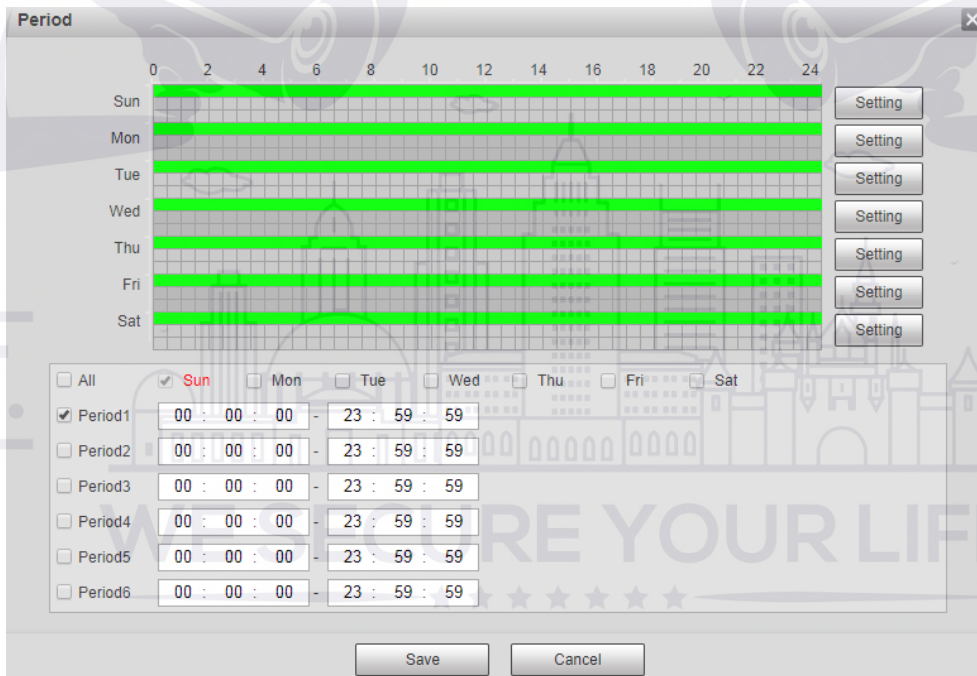 Period
0 2 4 6 8 10 12 14 16 18 20 22 24
Sun Setting
Mon Setting
Tue Setting
Wed Setting
Thu Setting
Fri Setting
Sat Setting
All Sun Mon Tue Wed Thu Fri Sat
Period1 00 : 00 : 00 - 23 : 59 : 59
Period2 00 : 00 : 00 - 23 : 59 : 59
Period3 00 : 00 : 00 - 23 : 59 : 59
Period4 00 : 00 : 00 - 23 : 59 : 59
WE SECURE YOUR LIF
Period5 00 : 00 : 00 - 23 : 59 : 59
Period6 00 : 00 : 00 - 23 : 59 : 59
Save Cancel